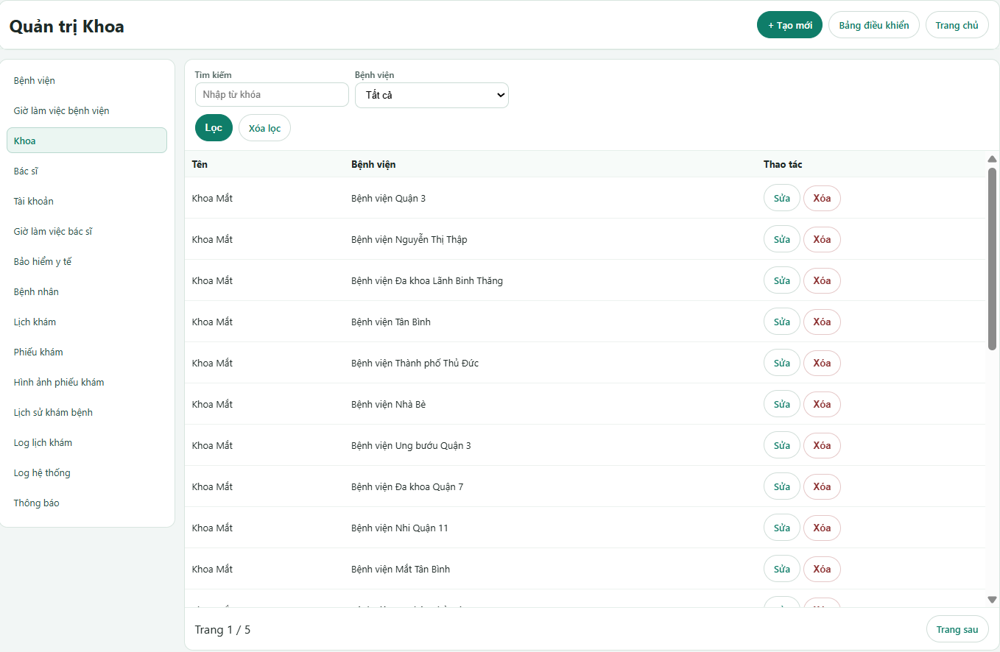 Quản trị Khoa
+ Tạo mới
Bảng điều khiển
Trang chủ
Bệnh viện
Giờ làm việc bệnh viện
Khoa
Bác sĩ
Tài khoản
Giờ làm việc bác sĩ
Bảo hiểm y tế
Bệnh nhân
Lịch khám
Phiếu khám
Hình ảnh phiếu khám
Lịch sử khám bệnh
Log lịch khám
Log hệ thống
Thông báo
Tìm kiếm
Bệnh viện
Nhập từ khóa
Tất cả
Lọc
Xóa lọc
Tên Bệnh viện Thao tác
Khoa Mắt Bệnh viện Quận 3 Sửa Xóa
Khoa Mắt Bệnh viện Nguyễn Thị Thập Sửa Xóa
Khoa Mắt Bệnh viện Đa khoa Lãnh Binh Thăng Sửa Xóa
Khoa Mắt Bệnh viện Tân Bình Sửa Xóa
Khoa Mắt Bệnh viện Thành phố Thủ Đức Sửa Xóa
Khoa Mắt Bệnh viện Nhà Bè Sửa Xóa
Khoa Mắt Bệnh viện Ung bướu Quận 3 Sửa Xóa
Khoa Mắt Bệnh viện Đa khoa Quận 7 Sửa Xóa
Khoa Mắt Bệnh viện Nhi Quận 11 Sửa Xóa
Khoa Mắt Bệnh viện Mắt Tân Bình Sửa Xóa
Trang 1 / 5
Trang sau